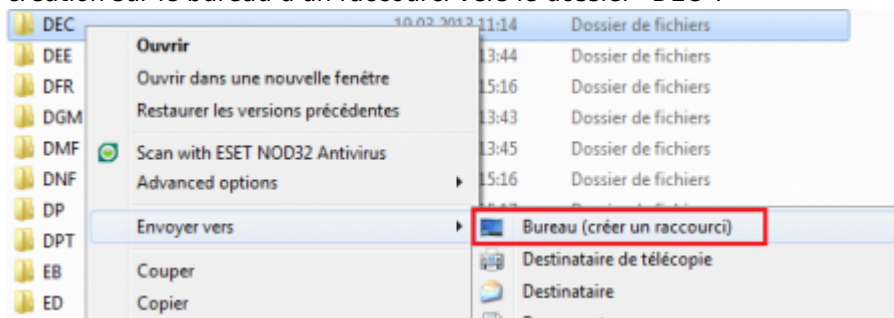 DEC 19.03.2013 11:14 Dossier de fichiers
DEE Ouvrir 13:44 Dossier de fichiers
DFR Ouvrir dans une nouvelle fenêtre 15:16 Dossier de fichiers
DGM Restaurer les versions précédentes 13:43 Dossier de fichiers
DMF Scan with ESET NOD32 Antivirus 13:45 Dossier de fichiers
DNF Advanced options 15:16 Dossier de fichiers
DP
DPT Envoyer vers Bureau (créer un raccourci)
EB Couper Destinataire de télécopie
ED Copier Destinataire